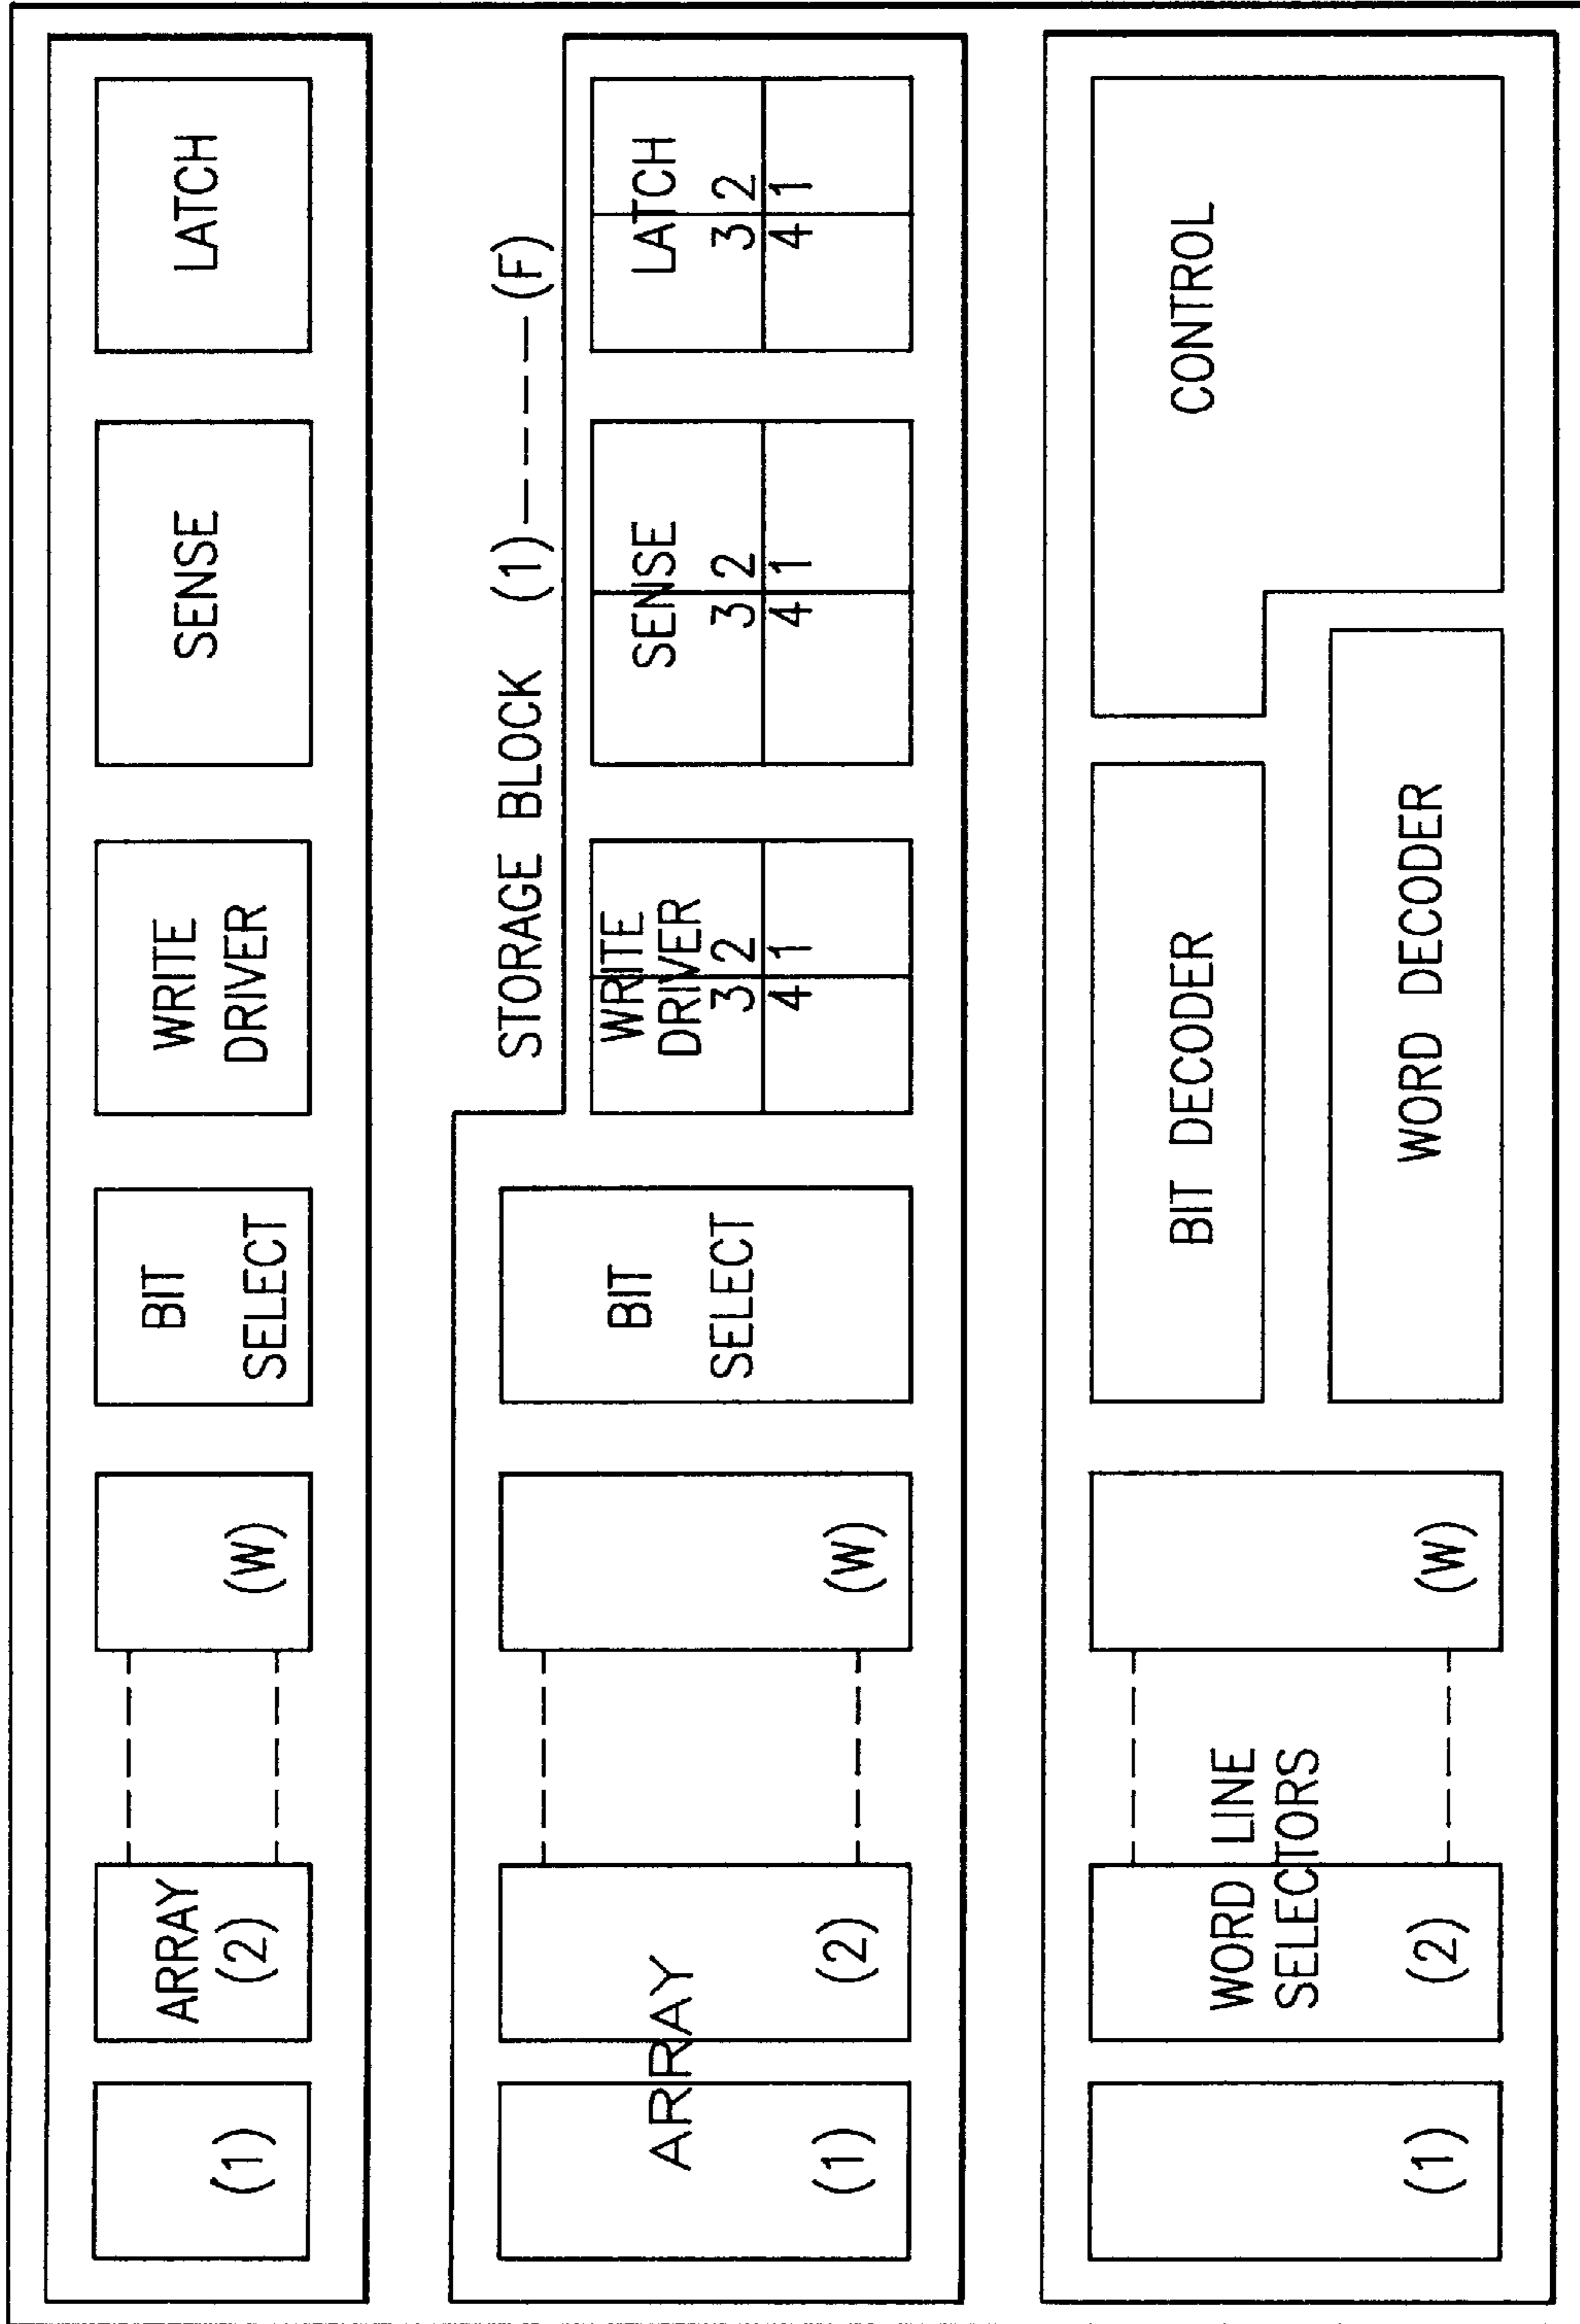 (1)
ARRAY
(2)
(W)
BIT
SELECT
WRITE
DRIVER
SENSE
LATCH
STORAGE BLOCK (1)-----(F)
ARRAY
(1)
(2)
(W)
BIT
SELECT
WRITE
DRIVER
3 2
4 1
SENSE
3 2
4 1
LATCH
3 2
4 1
WORD LINE
SELECTORS
(1)
(2)
(W)
BIT DECODER
WORD DECODER
CONTROL